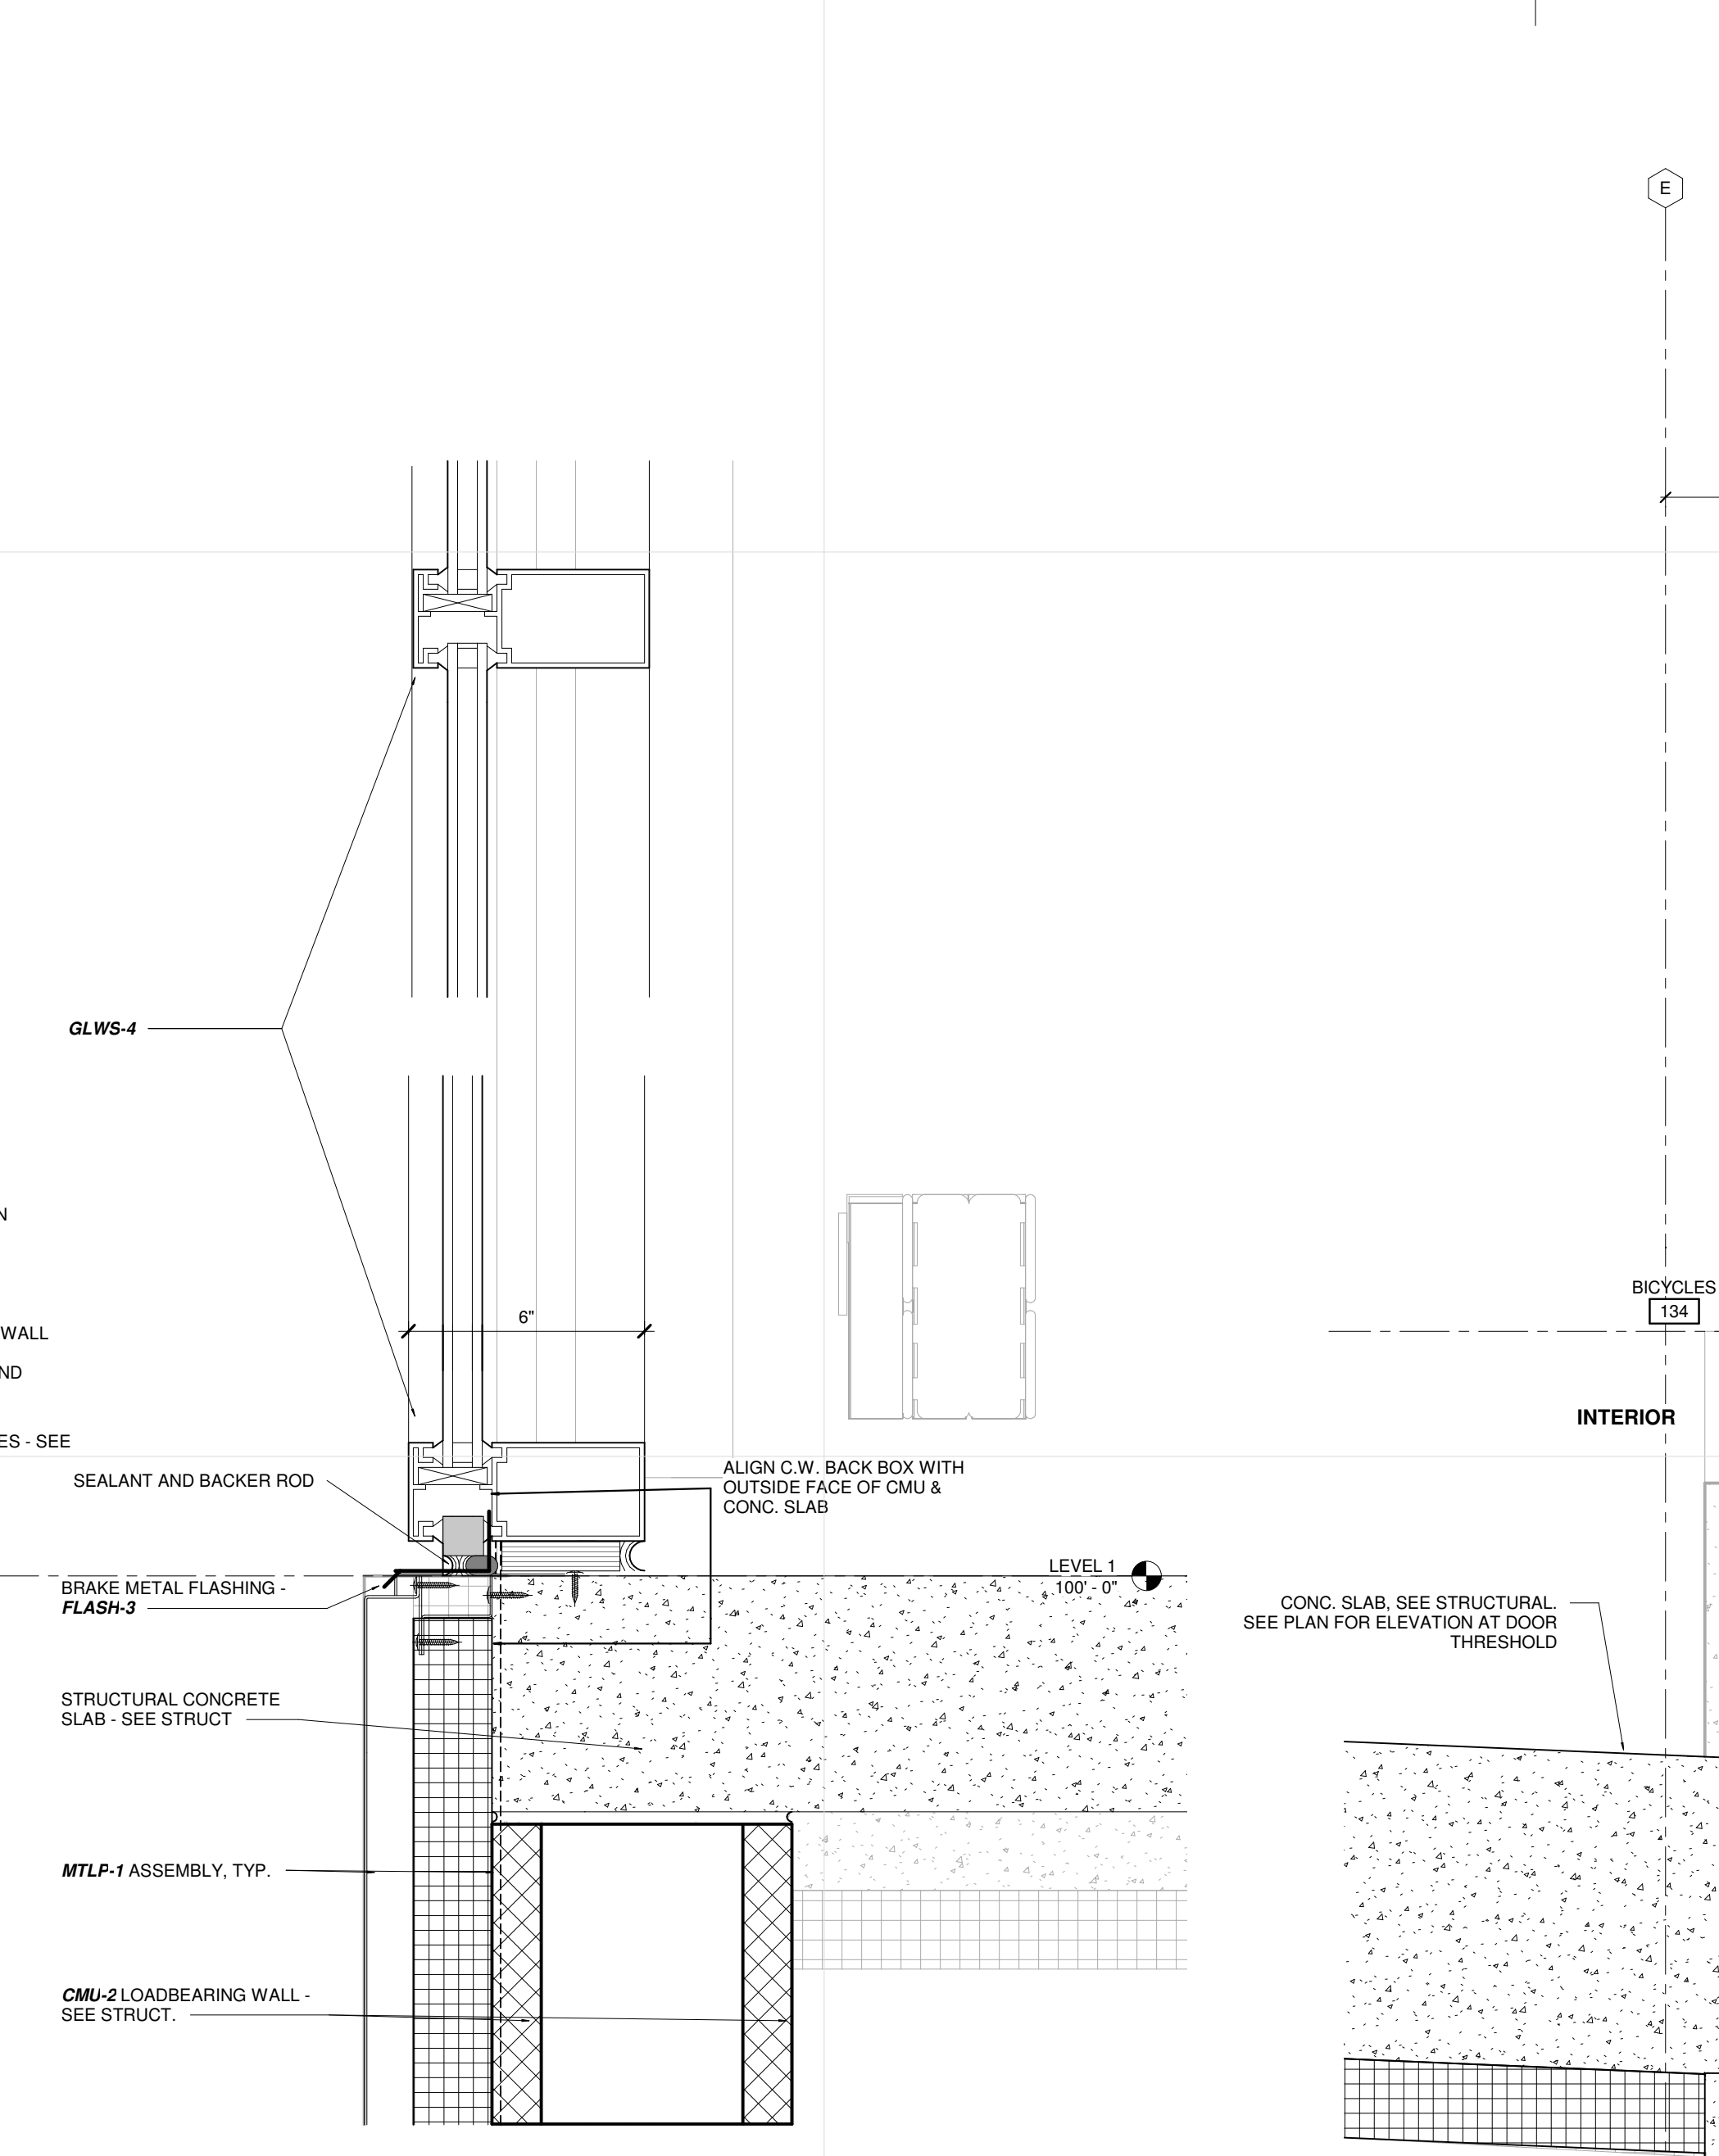 E
GLWS-4
N
WALL
ND
ES - SEE
6"
BICYCLES
134
INTERIOR
SEALANT AND BACKER ROD
ALIGN C.W. BACK BOX WITH
OUTSIDE FACE OF CMU &
CONC. SLAB
LEVEL 1
100' - 0"
BRAKE METAL FLASHING -
FLASH-3
CONC. SLAB, SEE STRUCTURAL.
SEE PLAN FOR ELEVATION AT DOOR
THRESHOLD
STRUCTURAL CONCRETE
SLAB - SEE STRUCT
MTLP-1 ASSEMBLY, TYP.
CMU-2 LOADBEARING WALL -
SEE STRUCT.